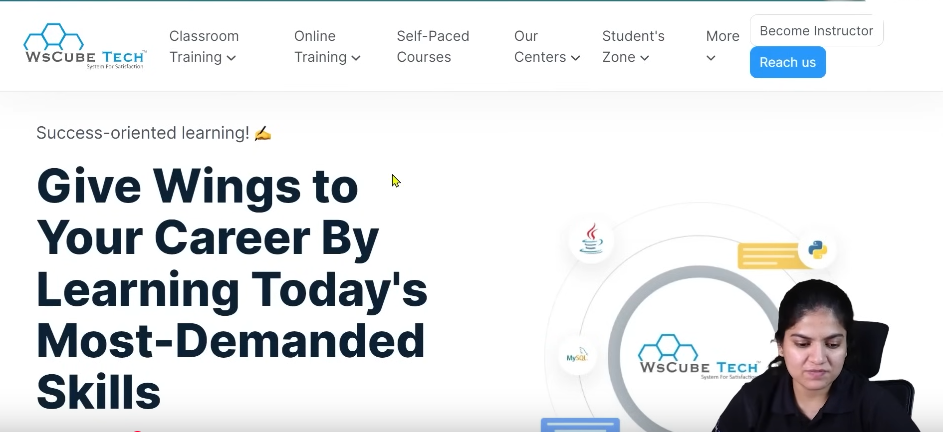 Classroom
Training
Online
Training
Self-Paced
Courses
Our
Centers
Student's
Zone
More
Become Instructor
Reach us
WsCube Tech™
System For Satisfaction
Success-oriented learning! ✍️
Give Wings to
Your Career By
Learning Today's
Most-Demanded
Skills
MySQL
WsCube Tech™
System For Satisfaction